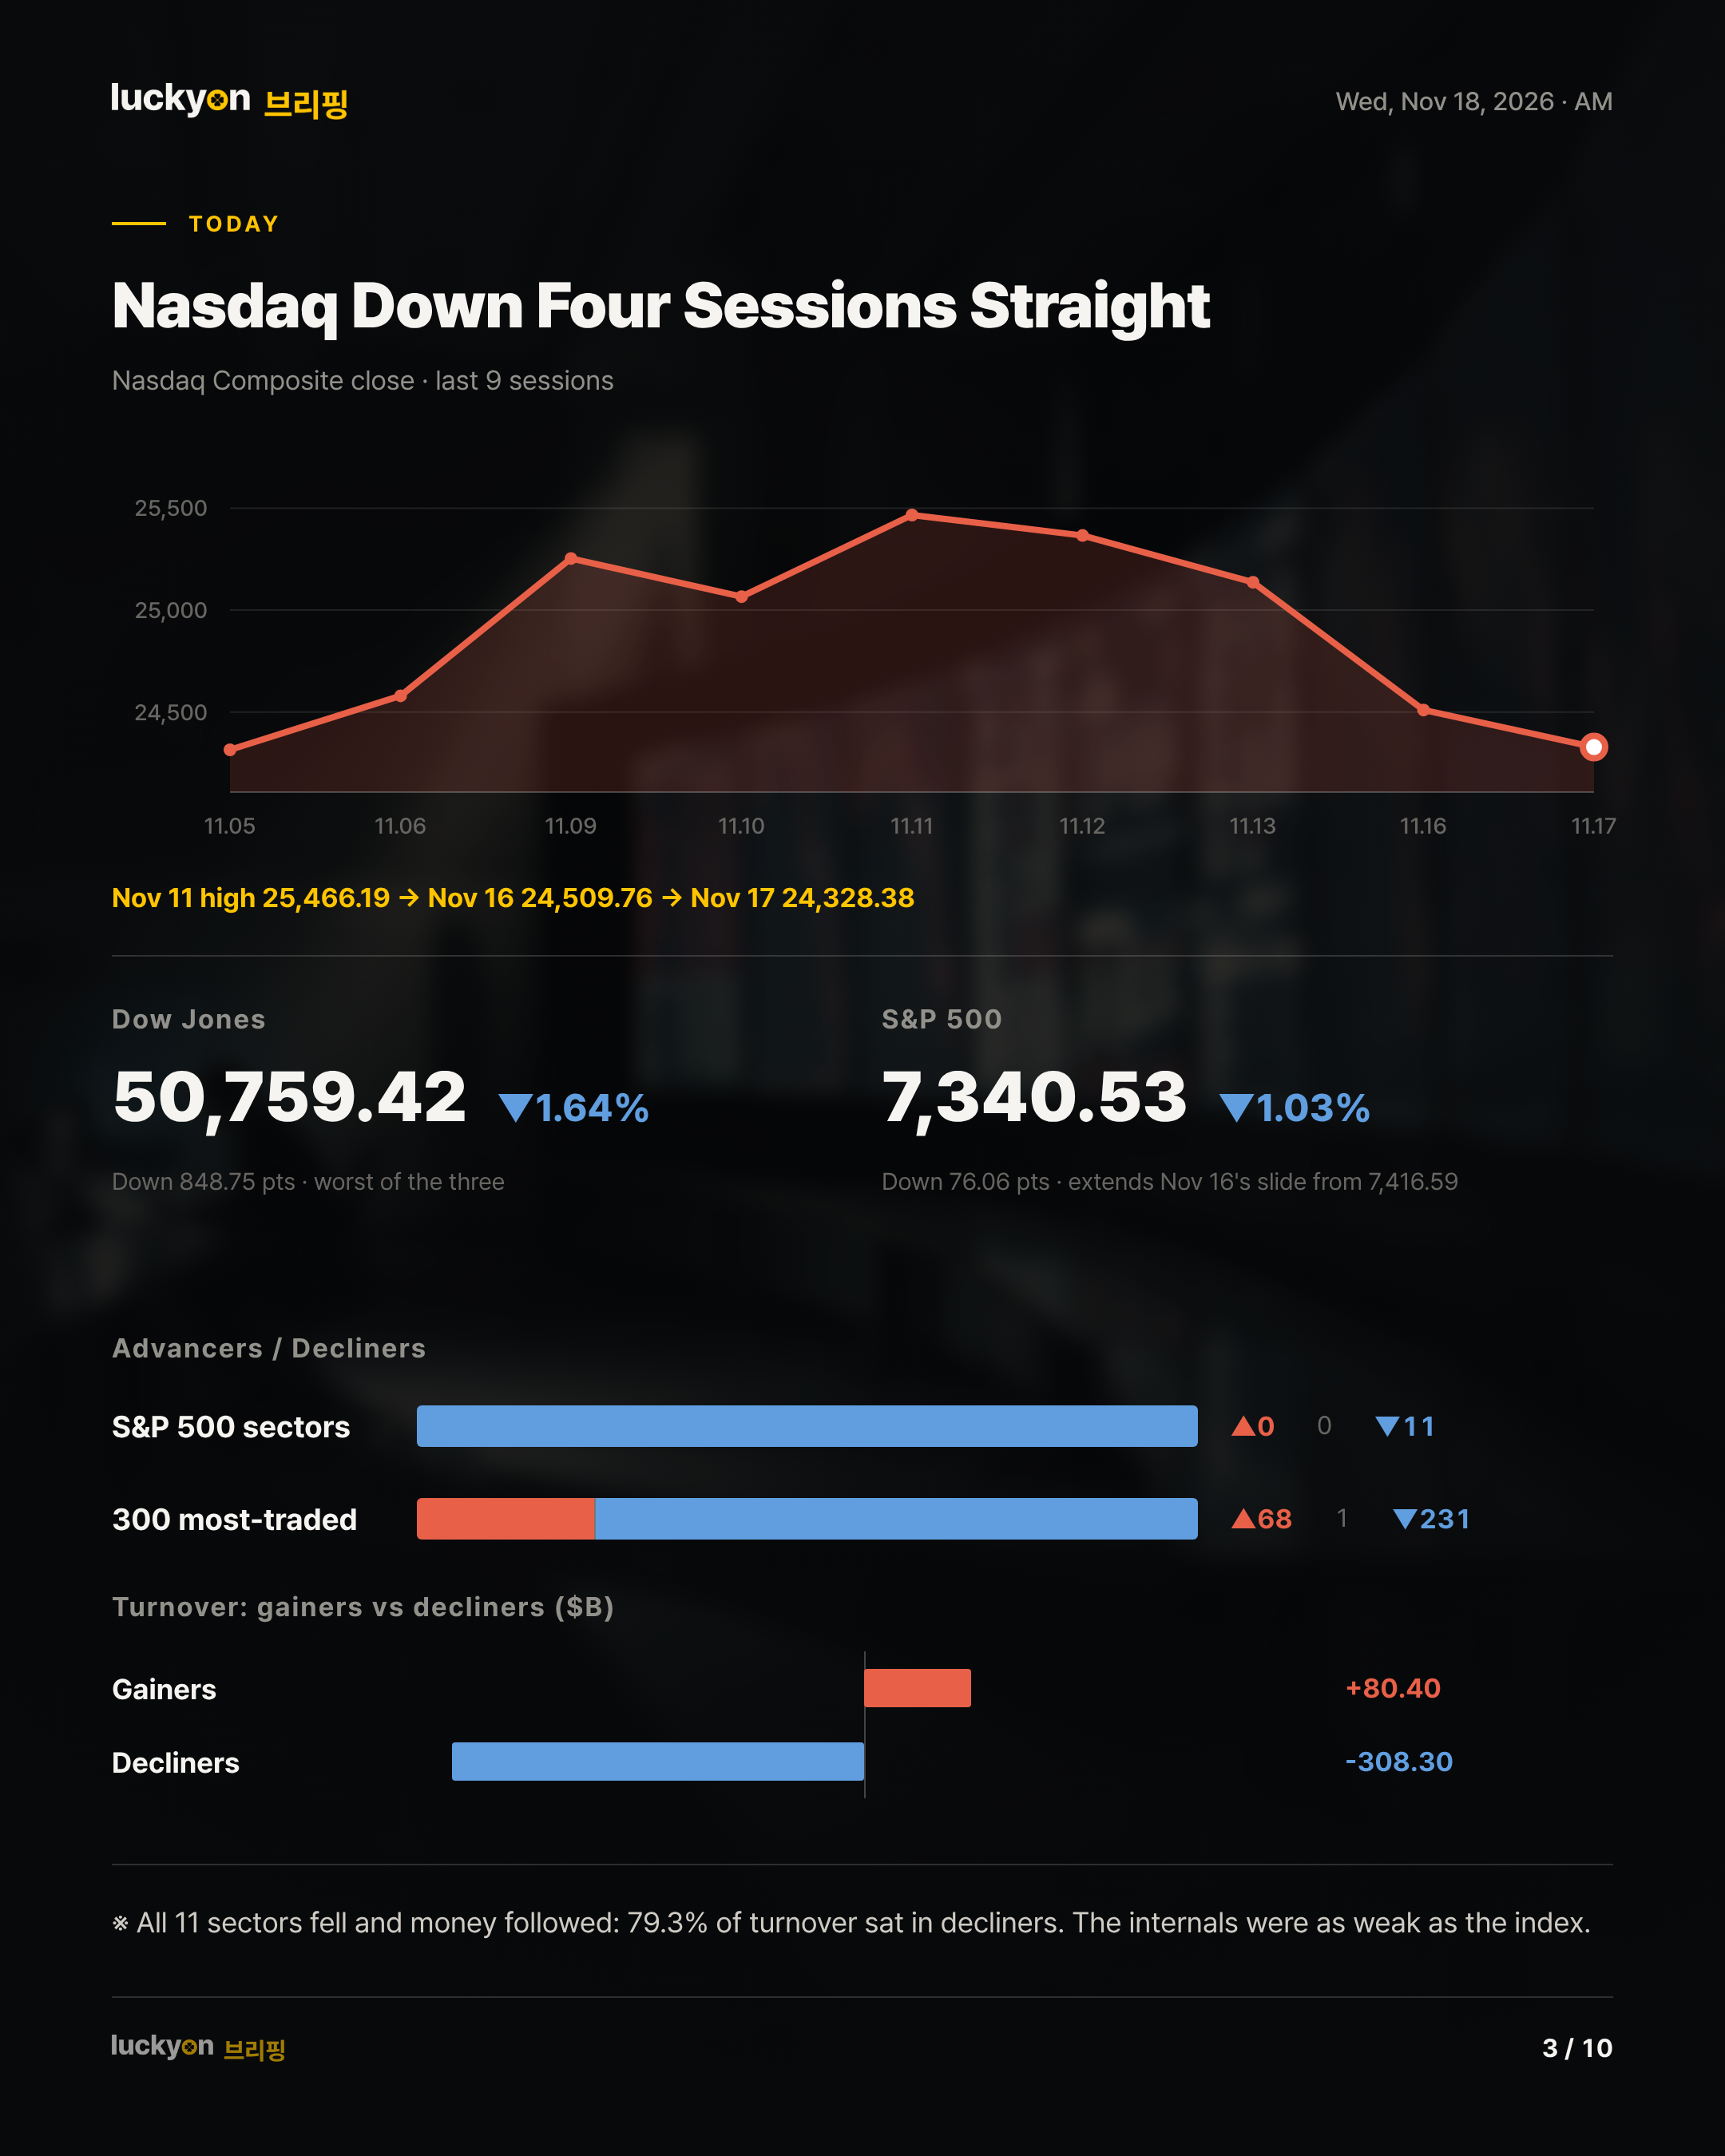 luckyon 브리핑
Wed, Nov 18, 2026 · AM
TODAY
Nasdaq Down Four Sessions Straight
Nasdaq Composite close · last 9 sessions
25,500
25,000
24,500
11.05 11.06 11.09 11.10 11.11 11.12 11.13 11.16 11.17
Nov 11 high 25,466.19 → Nov 16 24,509.76 → Nov 17 24,328.38
Dow Jones
50,759.42 ▼1.64%
Down 848.75 pts · worst of the three
S&P 500
7,340.53 ▼1.03%
Down 76.06 pts · extends Nov 16's slide from 7,416.59
Advancers / Decliners
S&P 500 sectors ▲0 0 ▼11
300 most-traded ▲68 1 ▼231
Turnover: gainers vs decliners ($B)
Gainers +80.40
Decliners -308.30
※ All 11 sectors fell and money followed: 79.3% of turnover sat in decliners. The internals were as weak as the index.
luckyon 브리핑
3 / 10